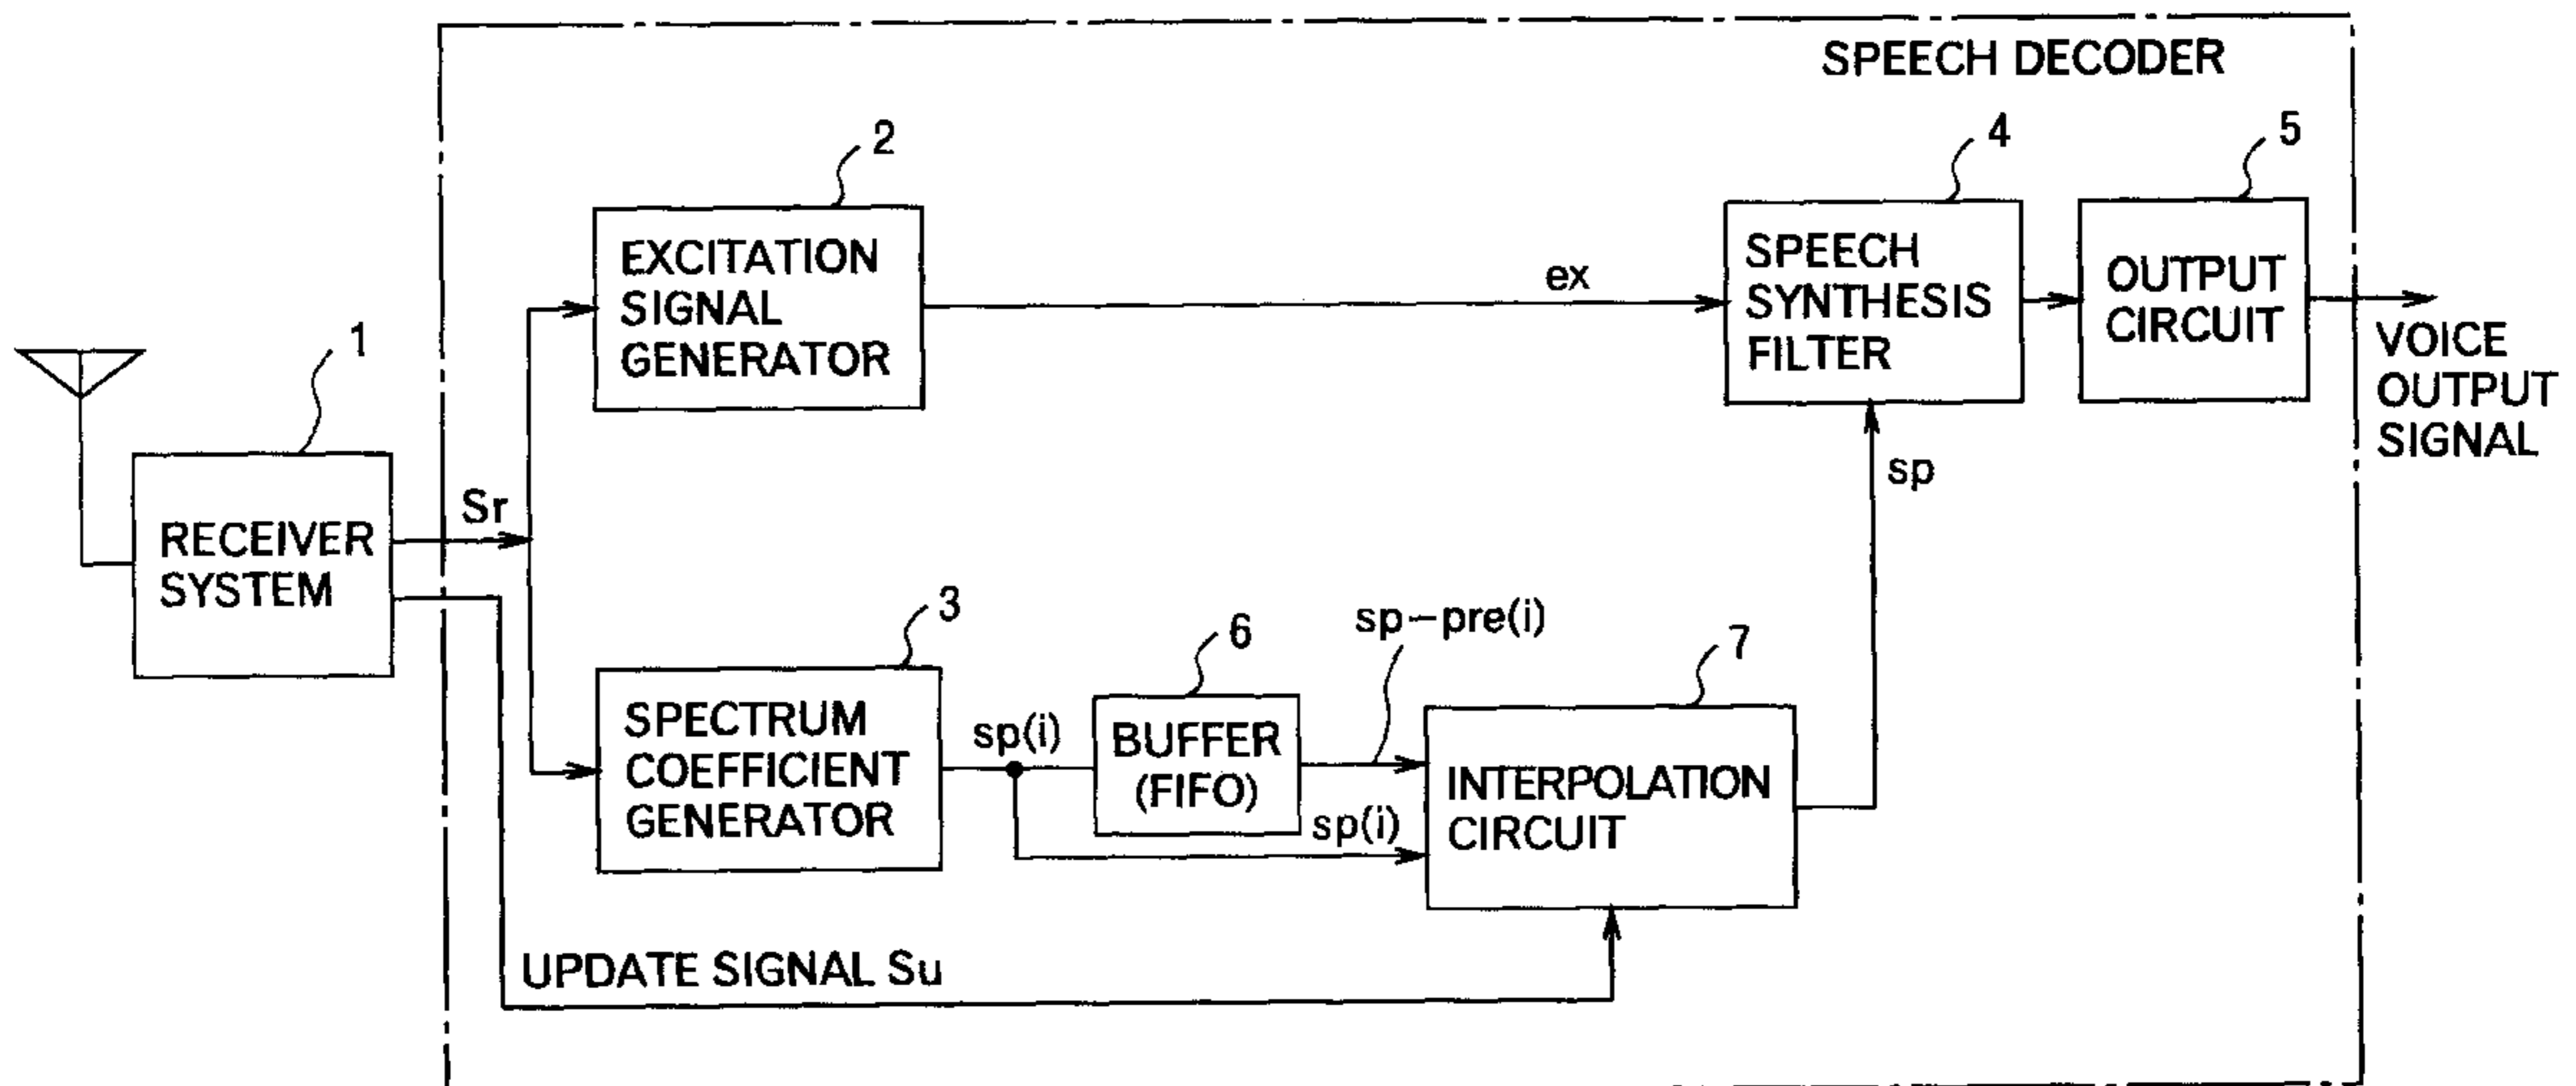 SPEECH DECODER
2
4
5
EXCITATION
SIGNAL
GENERATOR
ex
SPEECH
SYNTHESIS
FILTER
OUTPUT
CIRCUIT
VOICE
OUTPUT
SIGNAL
1
RECEIVER
SYSTEM
Sr
sp
3
SPECTRUM
COEFFICIENT
GENERATOR
sp(i)
6
BUFFER
(FIFO)
sp-pre(i)
sp(i)
7
INTERPOLATION
CIRCUIT
UPDATE SIGNAL Su